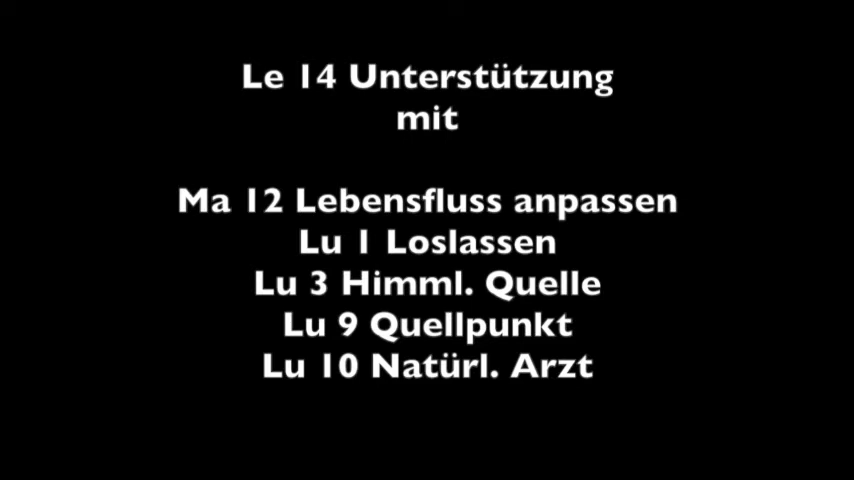 Le 14 Unterstützung
mit
Ma 12 Lebensfluss anpassen
Lu 1 Loslassen
Lu 3 Himml. Quelle
Lu 9 Quellpunkt
Lu 10 Natürl. Arzt